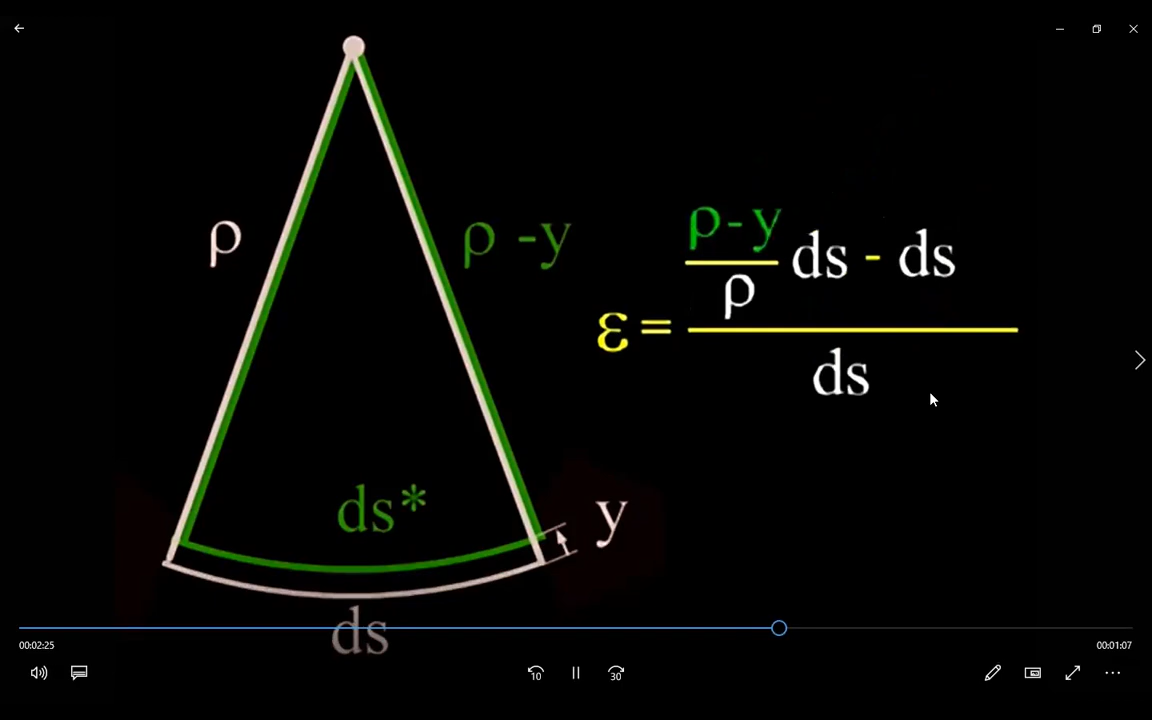 ρ
ρ -y
ds*
y
ds
ρ-y
ρ
ds - ds
ε =
ds
00:02:25
00:01:07
10
30